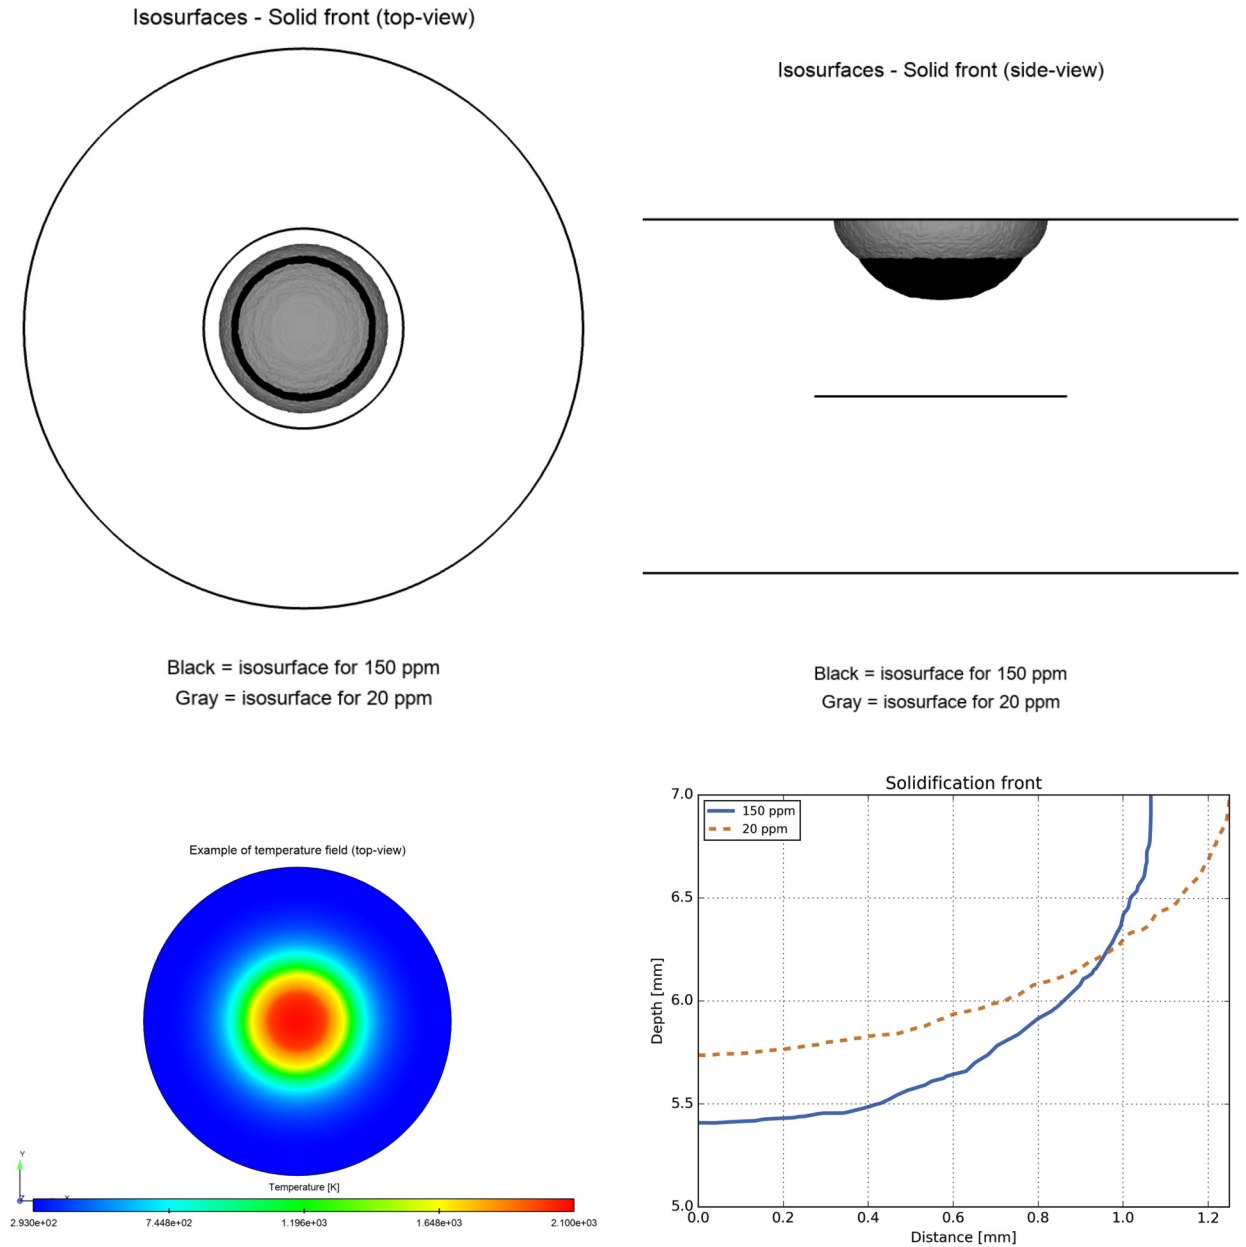 Isosurfaces - Solid front (top-view)
Black = isosurface for 150 ppm
Gray = isosurface for 20 ppm
Isosurfaces - Solid front (side-view)
Black = isosurface for 150 ppm
Gray = isosurface for 20 ppm
Example of temperature field (top-view)
Y
Z
X
Temperature [K]
2.930e+02 7.448e+02 1.196e+03 1.648e+03 2.100e+03
Solidification front
150 ppm
20 ppm
Depth [mm]
7.0
6.5
6.0
5.5
5.0
0.0 0.2 0.4 0.6 0.8 1.0 1.2
Distance [mm]